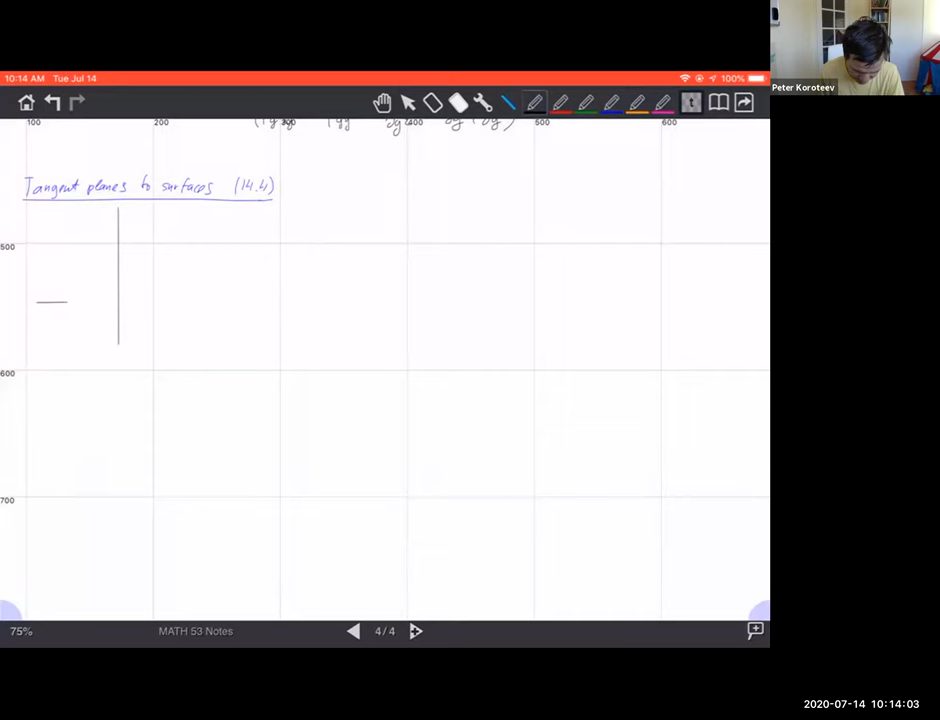 10:14 AM Tue Jul 14
100%
Peter Koroteev
100 200 400 500 600
Tangent planes to surfaces (14.4)
500
600
700
75% MATH 53 Notes 4/4
2020-07-14 10:14:03